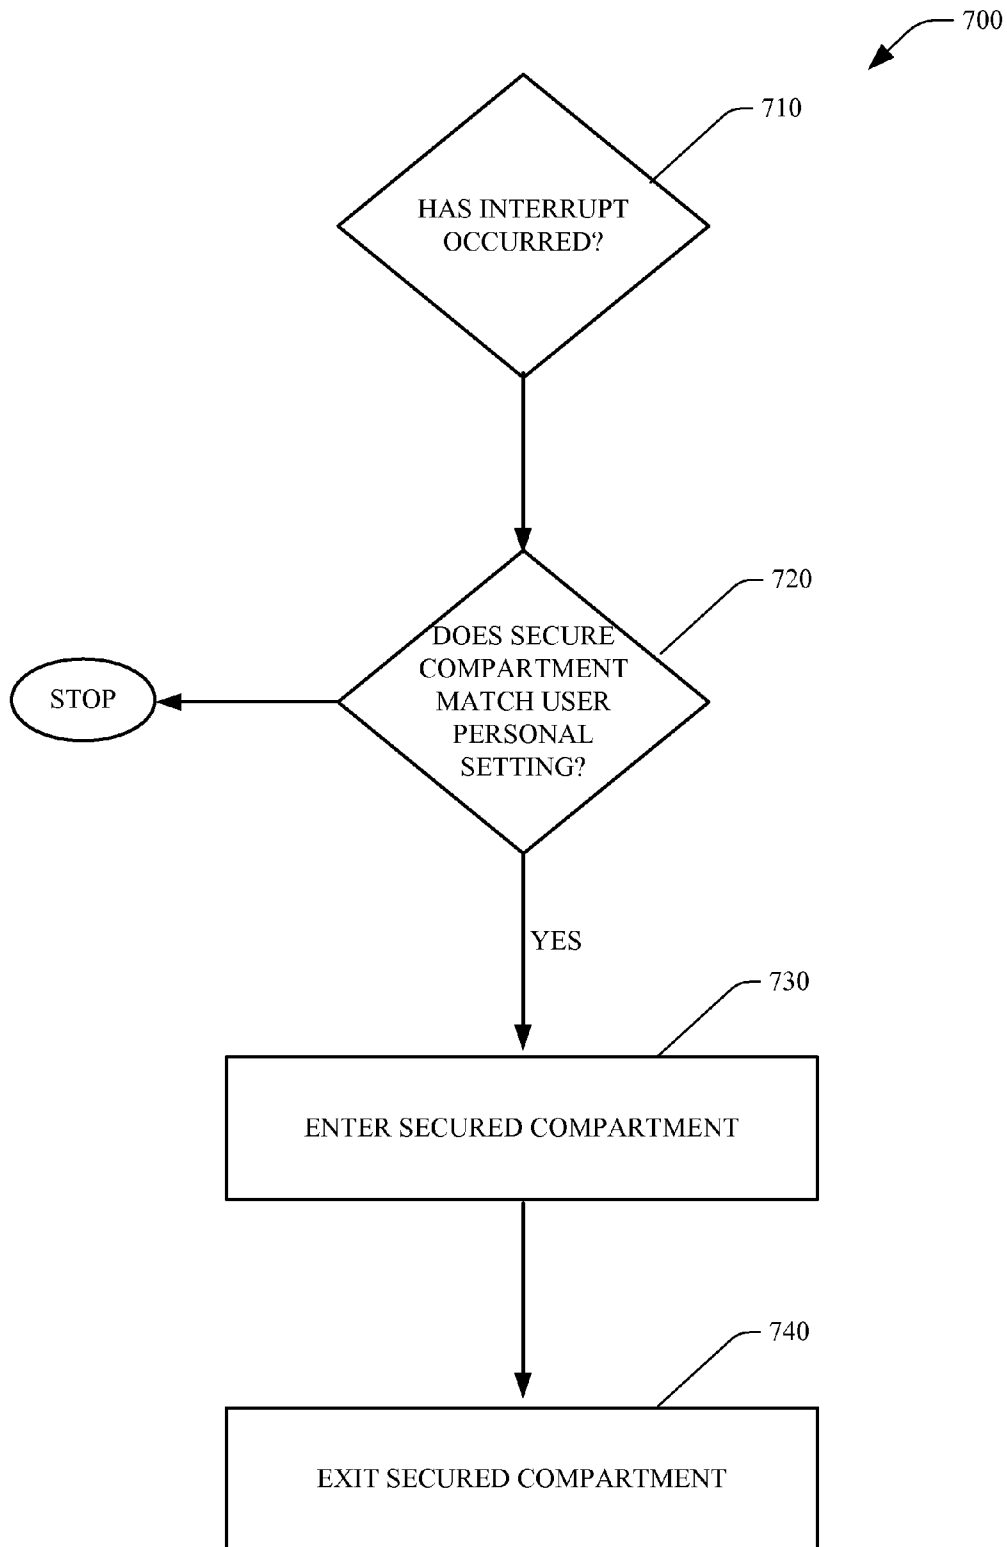 700
710
HAS INTERRUPT
OCCURRED?
720
DOES SECURE
COMPARTMENT
MATCH USER
PERSONAL
SETTING?
STOP
YES
730
ENTER SECURED COMPARTMENT
740
EXIT SECURED COMPARTMENT